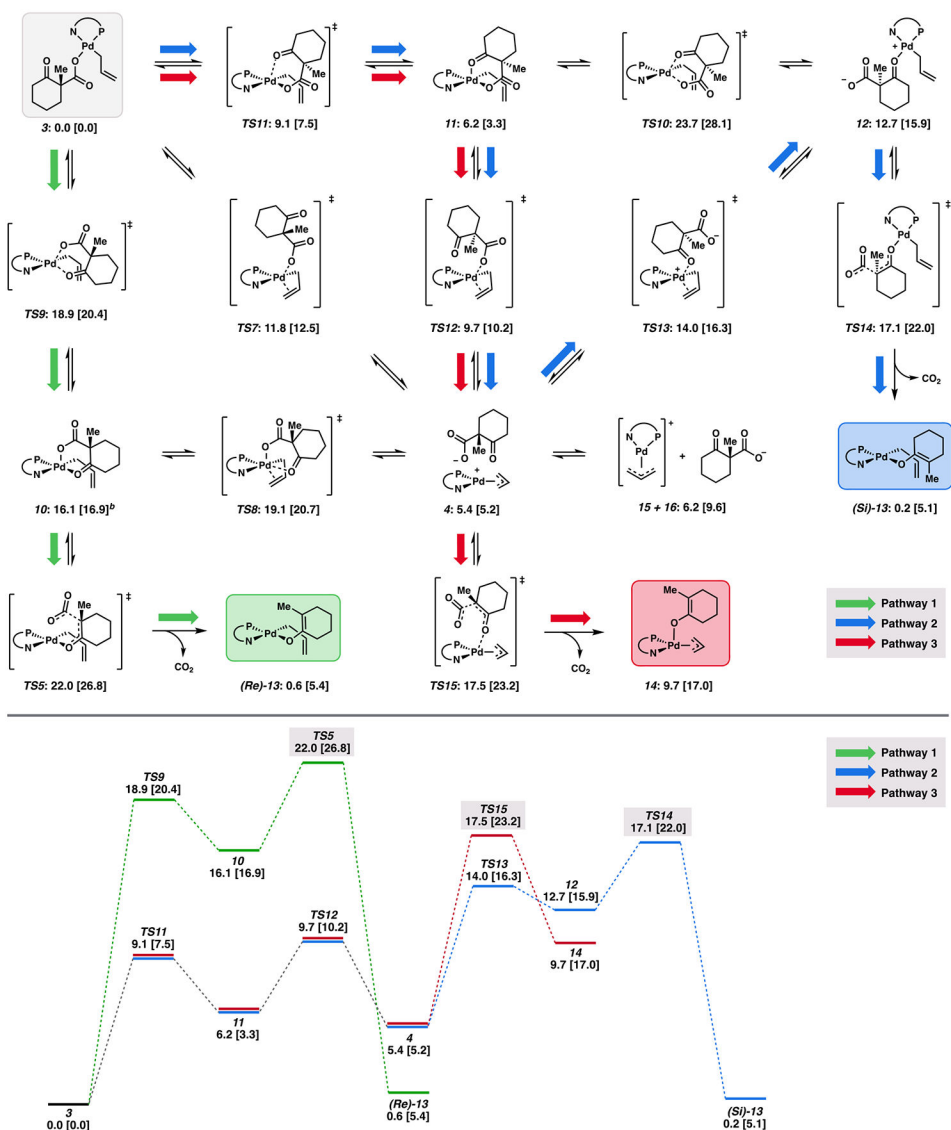 3: 0.0 [0.0]
TS11: 9.1 [7.5]
11: 6.2 [3.3]
TS10: 23.7 [28.1]
12: 12.7 [15.9]
TS9: 18.9 [20.4]
TS7: 11.8 [12.5]
TS12: 9.7 [10.2]
TS13: 14.0 [16.3]
TS14: 17.1 [22.0]
CO2
10: 16.1 [16.9]b
TS8: 19.1 [20.7]
4: 5.4 [5.2]
15 + 16: 6.2 [9.6]
(Si)-13: 0.2 [5.1]
TS5: 22.0 [26.8]
CO2
(Re)-13: 0.6 [5.4]
TS15: 17.5 [23.2]
CO2
14: 9.7 [17.0]
Pathway 1
Pathway 2
Pathway 3
TS5
22.0 [26.8]
TS9
18.9 [20.4]
10
16.1 [16.9]
TS11
9.1 [7.5]
11
6.2 [3.3]
TS12
9.7 [10.2]
4
5.4 [5.2]
TS15
17.5 [23.2]
TS13
14.0 [16.3]
12
12.7 [15.9]
14
9.7 [17.0]
TS14
17.1 [22.0]
3
0.0 [0.0]
(Re)-13
0.6 [5.4]
(Si)-13
0.2 [5.1]
Pathway 1
Pathway 2
Pathway 3